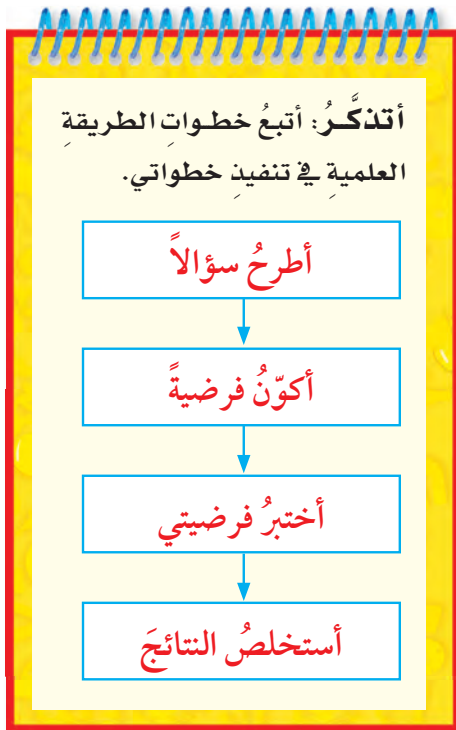 أتذكَّرُ: أتبعُ خطواتِ الطريقةِ
العلميةِ في تنفيذِ خطواتي.
أطرحُ سؤالاً
أكوّنُ فرضيةً
أختبرُ فرضيتي
أستخلصُ النتائجَ